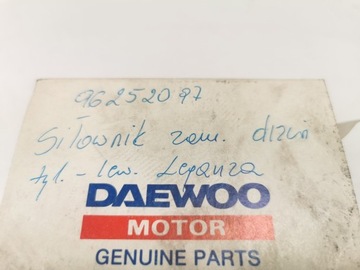 96252097
Siłownik zam. drzwi
tył. - lew. Leganza
DAEWOO
MOTOR
GENUINE PARTS